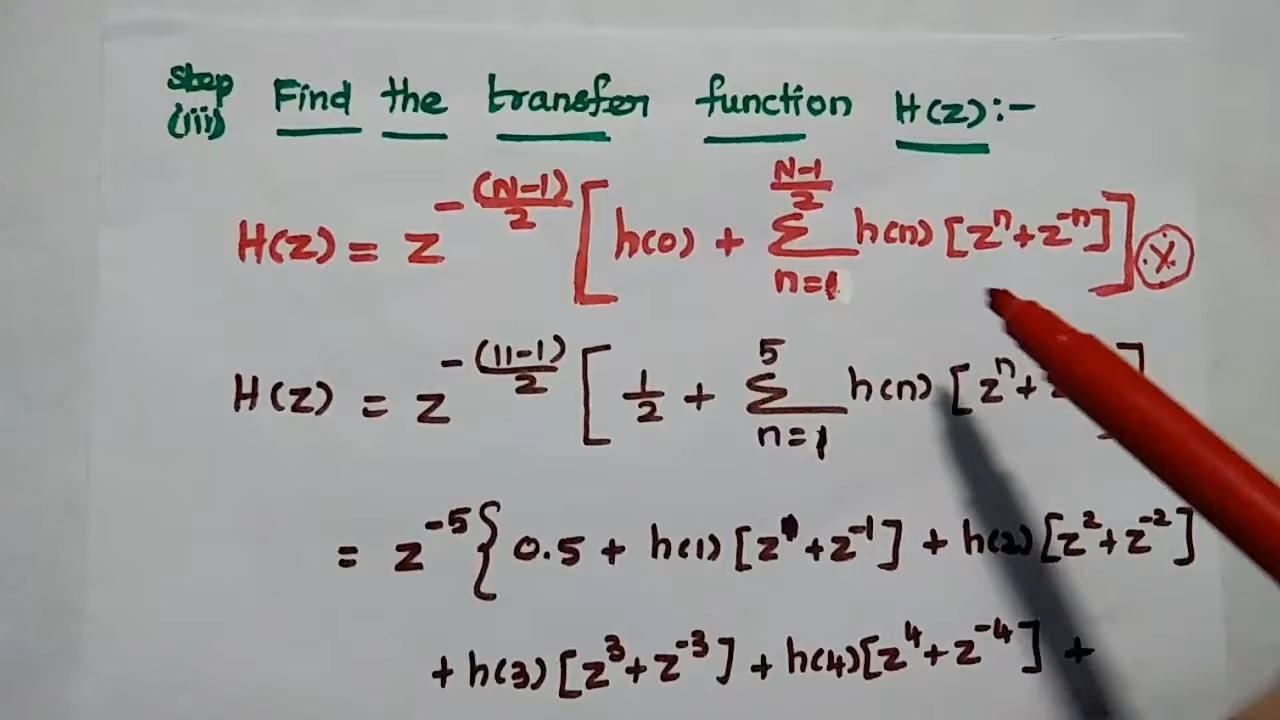 Step (iii) Find the transfer function H(z):-
H(z) = z^{-(N-1)/2} [h(0) + Σ_{n=1}^{(N-1)/2} h(n) [z^n + z^{-n}]] (X)
H(z) = z^{-(11-1)/2} [1/2 + Σ_{n=1}^{5} h(n) [z^n + ]
= z^{-5} { 0.5 + h(1) [z^1 + z^{-1}] + h(2) [z^2 + z^{-2}]
+ h(3) [z^3 + z^{-3}] + h(4) [z^4 + z^{-4}] +